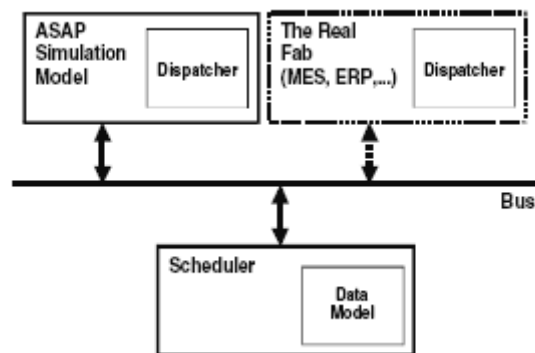 ASAP
Simulation
Model
Dispatcher
The Real
Fab
(MES, ERP,...)
Dispatcher
Bus
Scheduler
Data
Model